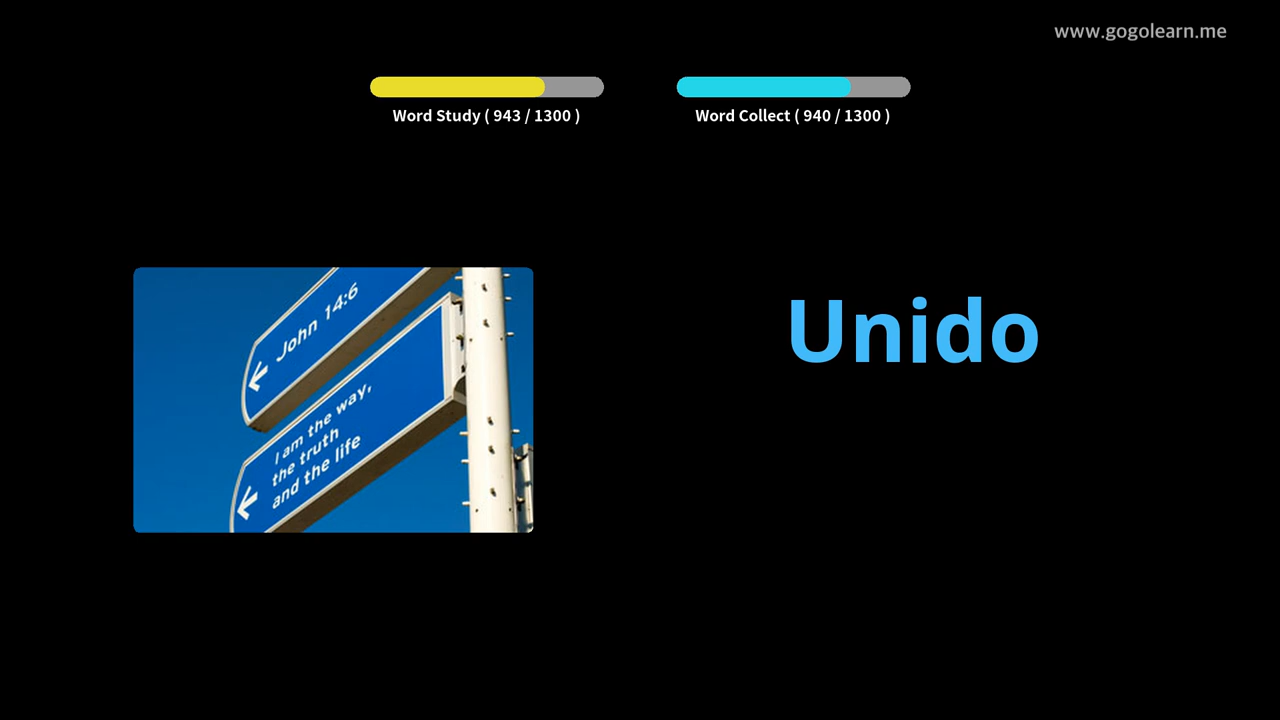 www.gogolearn.me
Word Study ( 943 / 1300 )
Word Collect ( 940 / 1300 )
John 14:6
I am the way,
the truth
and the life
Unido